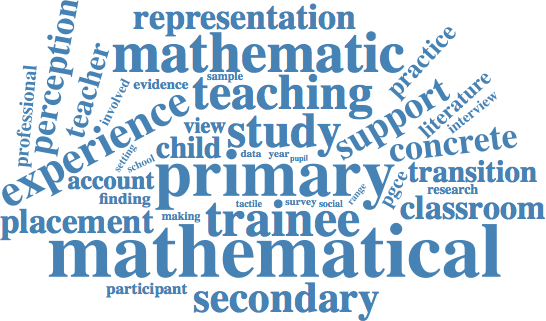 representation
mathematic
practice
perception
teacher
professional
involved
evidence
sample
teaching
support
literature
interview
experience
view
study
child
concrete
setting
school
data
year
pupil
primary
transition
account
finding
tactile
survey
social
range
pgce
research
placement
making
trainee
classroom
mathematical
participant
secondary